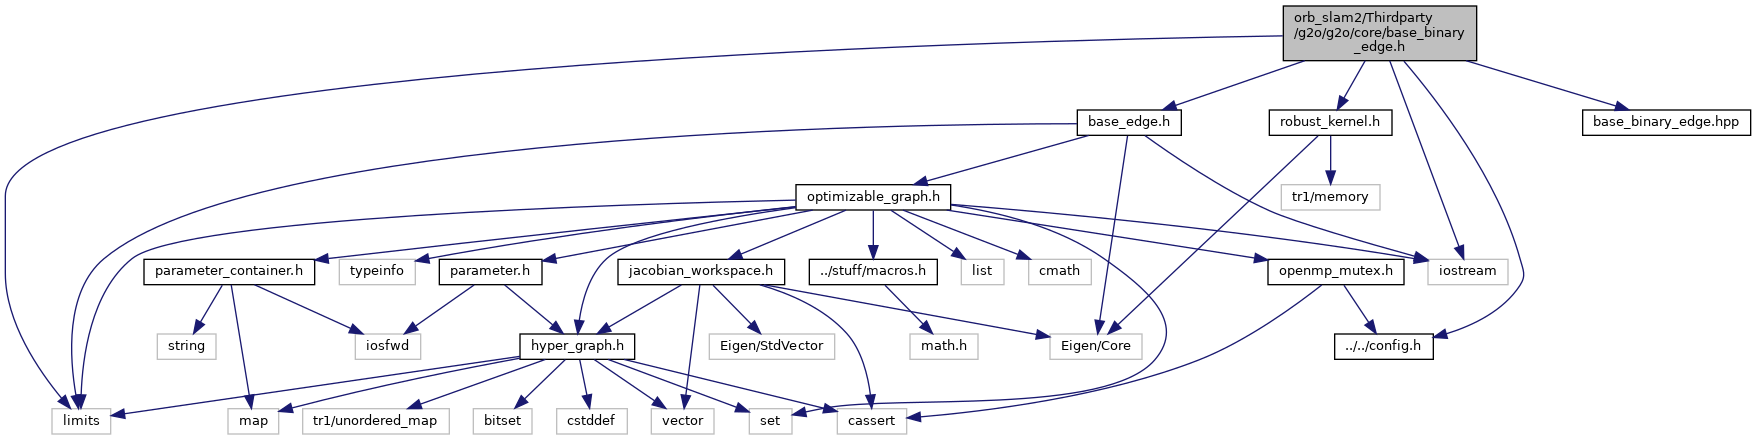 orb_slam2/Thirdparty
/g2o/g2o/core/base_binary
_edge.h
base_edge.h
robust_kernel.h
base_binary_edge.hpp
optimizable_graph.h
tr1/memory
parameter_container.h
typeinfo
parameter.h
jacobian_workspace.h
../stuff/macros.h
list
cmath
openmp_mutex.h
iostream
string
iosfwd
hyper_graph.h
Eigen/StdVector
math.h
Eigen/Core
../../config.h
limits
map
tr1/unordered_map
bitset
cstddef
vector
set
cassert